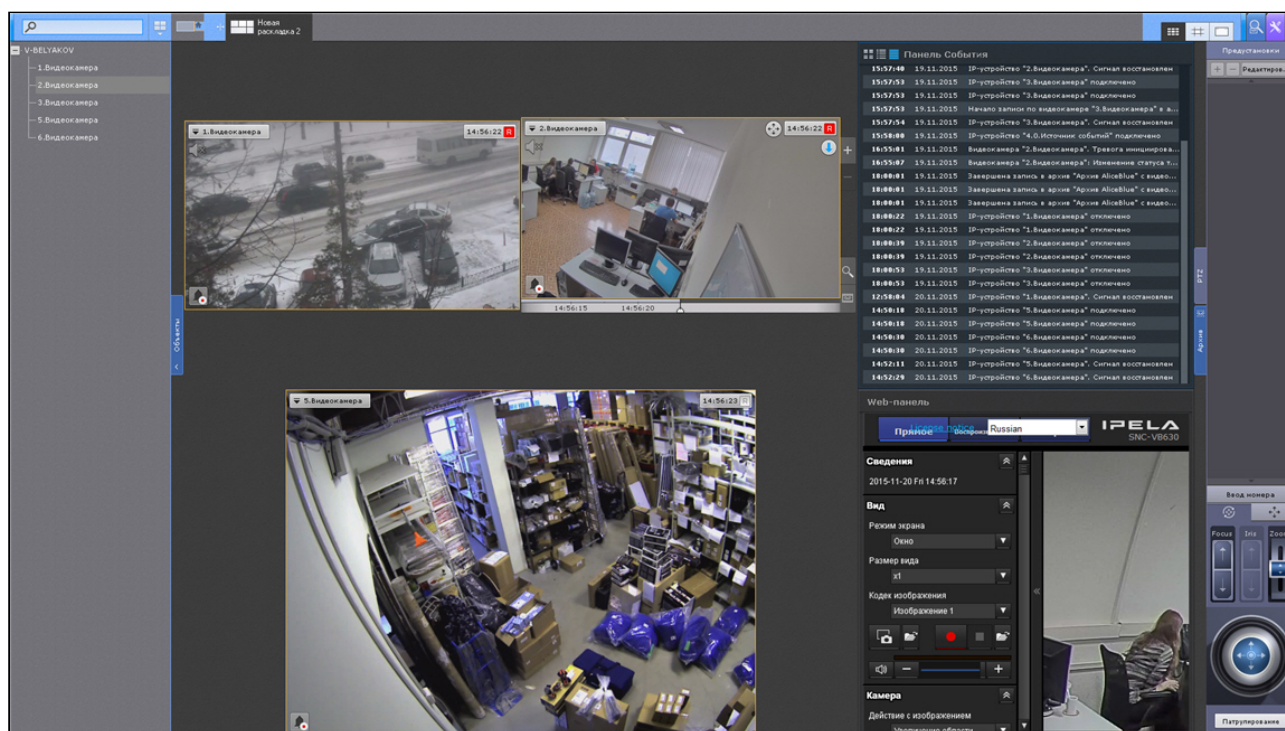 Новая
раскладка 2
V-BELYAKOV
1.Видеокамера
2.Видеокамера
3.Видеокамера
5.Видеокамера
6.Видеокамера
Объекты
1.Видеокамера
14:56:22 R
2.Видеокамера
14:56:22 R
14:56:15 14:56:20
5.Видеокамера
14:56:23 R
Панель События
15:57:40 19.11.2015 IP-устройство "2.Видеокамера". Сигнал восстановлен
15:57:53 19.11.2015 IP-устройство "3.Видеокамера" подключено
15:57:53 19.11.2015 IP-устройство "3.Видеокамера" подключено
15:57:53 19.11.2015 Начало записи по видеокамере "3.Видеокамера" в а...
15:57:54 19.11.2015 IP-устройство "3.Видеокамера". Сигнал восстановлен
15:58:00 19.11.2015 IP-устройство "4.0.Источник событий" подключено
16:55:01 19.11.2015 Видеокамера "2.Видеокамера". Тревога инициирова...
16:55:07 19.11.2015 Видеокамера "2.Видеокамера": Изменение статуса т...
18:00:01 19.11.2015 Завершена запись в архив "Архив AliceBlue" с видео...
18:00:01 19.11.2015 Завершена запись в архив "Архив AliceBlue" с видео...
18:00:01 19.11.2015 Завершена запись в архив "Архив AliceBlue" с видео...
18:00:22 19.11.2015 IP-устройство "1.Видеокамера" отключено
18:00:22 19.11.2015 IP-устройство "1.Видеокамера" отключено
18:00:39 19.11.2015 IP-устройство "2.Видеокамера" отключено
18:00:39 19.11.2015 IP-устройство "2.Видеокамера" отключено
18:00:53 19.11.2015 IP-устройство "3.Видеокамера" отключено
18:00:53 19.11.2015 IP-устройство "3.Видеокамера" отключено
12:58:04 20.11.2015 IP-устройство "1.Видеокамера". Сигнал восстановлен
14:50:18 20.11.2015 IP-устройство "5.Видеокамера" подключено
14:50:18 20.11.2015 IP-устройство "5.Видеокамера" подключено
14:50:30 20.11.2015 IP-устройство "6.Видеокамера" подключено
14:50:30 20.11.2015 IP-устройство "6.Видеокамера" подключено
14:52:11 20.11.2015 IP-устройство "5.Видеокамера". Сигнал восстановлен
14:52:29 20.11.2015 IP-устройство "6.Видеокамера". Сигнал восстановлен
Web-панель
Прямое
License notice
Russian
IPELA
SNC-VB630
Сведения
2015-11-20 Fri 14:56:17
Вид
Режим экрана
Окно
Размер вида
x1
Кодек изображения
Изображение 1
Камера
Действие с изображением
Увеличение области
PTZ
Архив
Предустановки
Редактиров.
Ввод номера
Focus Iris Zoo
Патрулирование